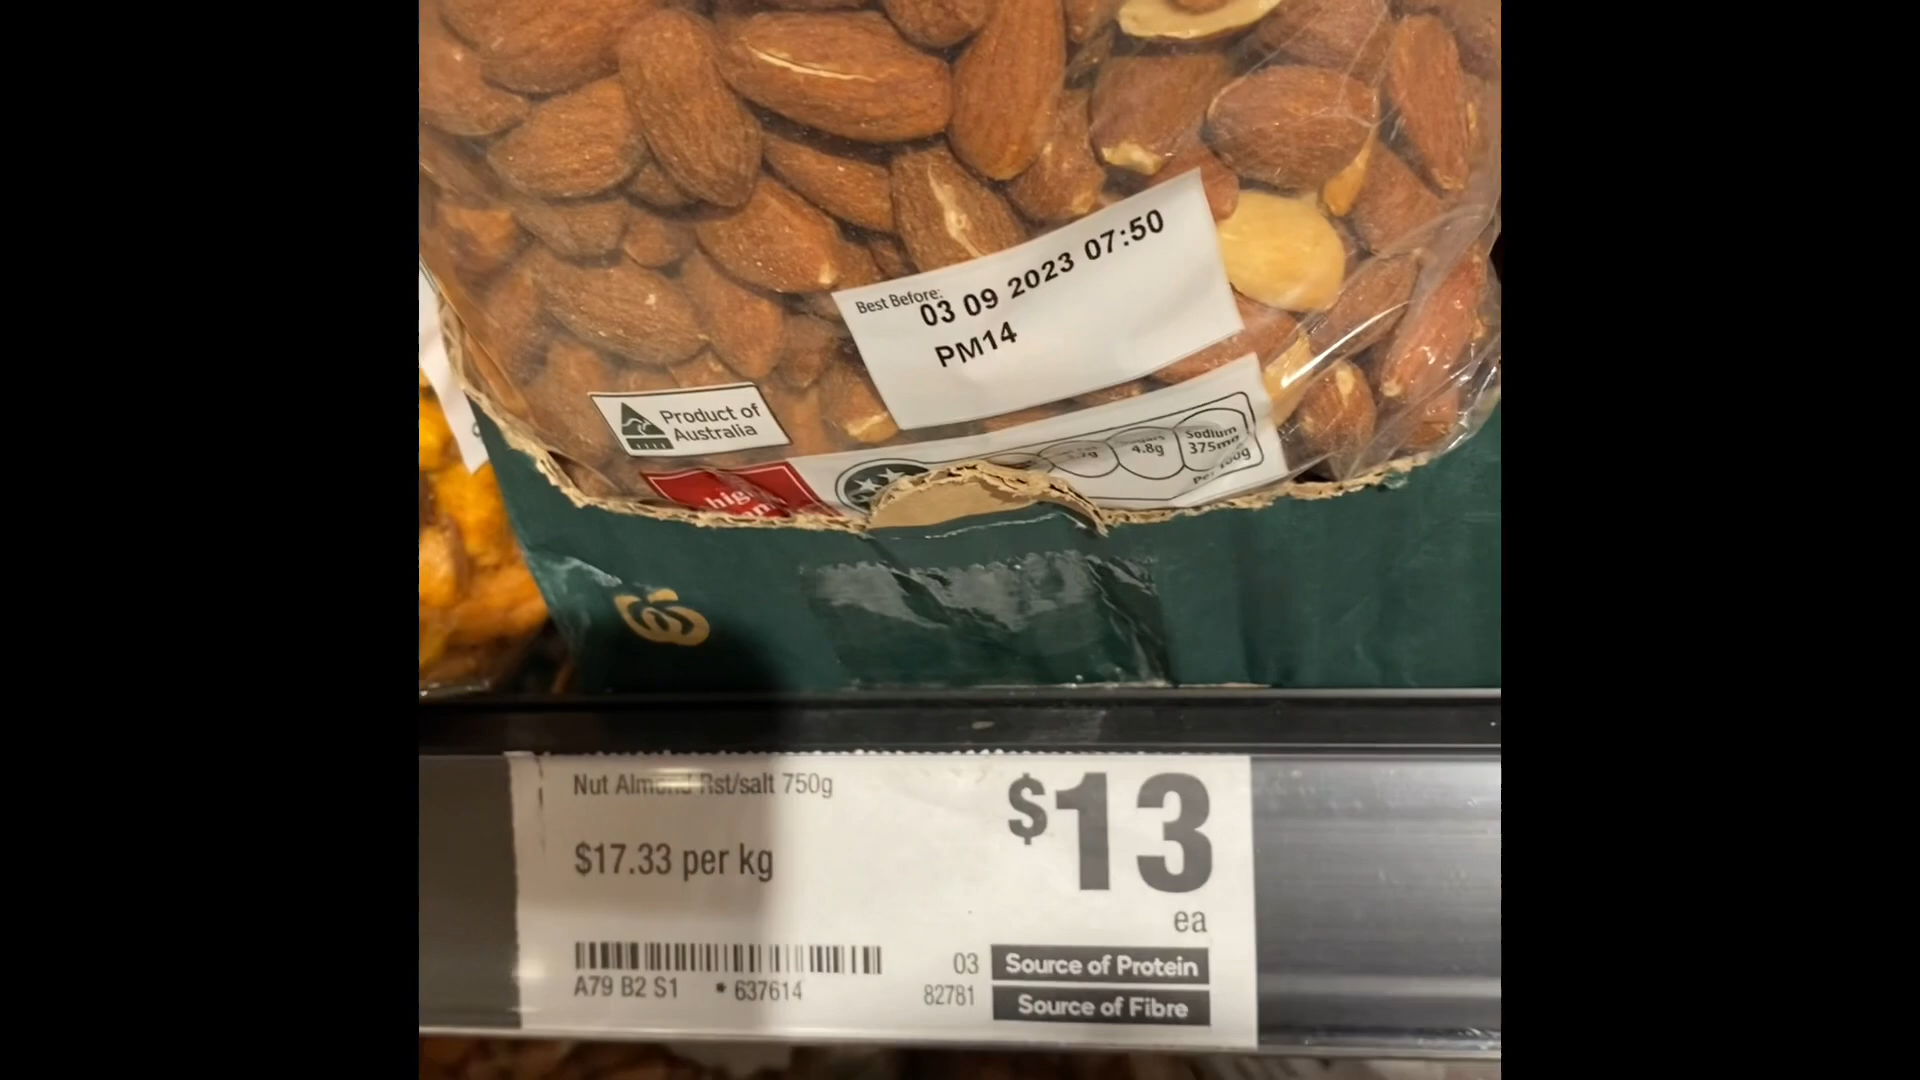 Best Before:
03 09 2023 07:50
PM14
Product of
Australia
4.8g
Sodium
375mg
Nut Almond Rst/salt 750g
$17.33 per kg
$13
ea
A79 B2 S1 * 637614
03
82781
Source of Protein
Source of Fibre